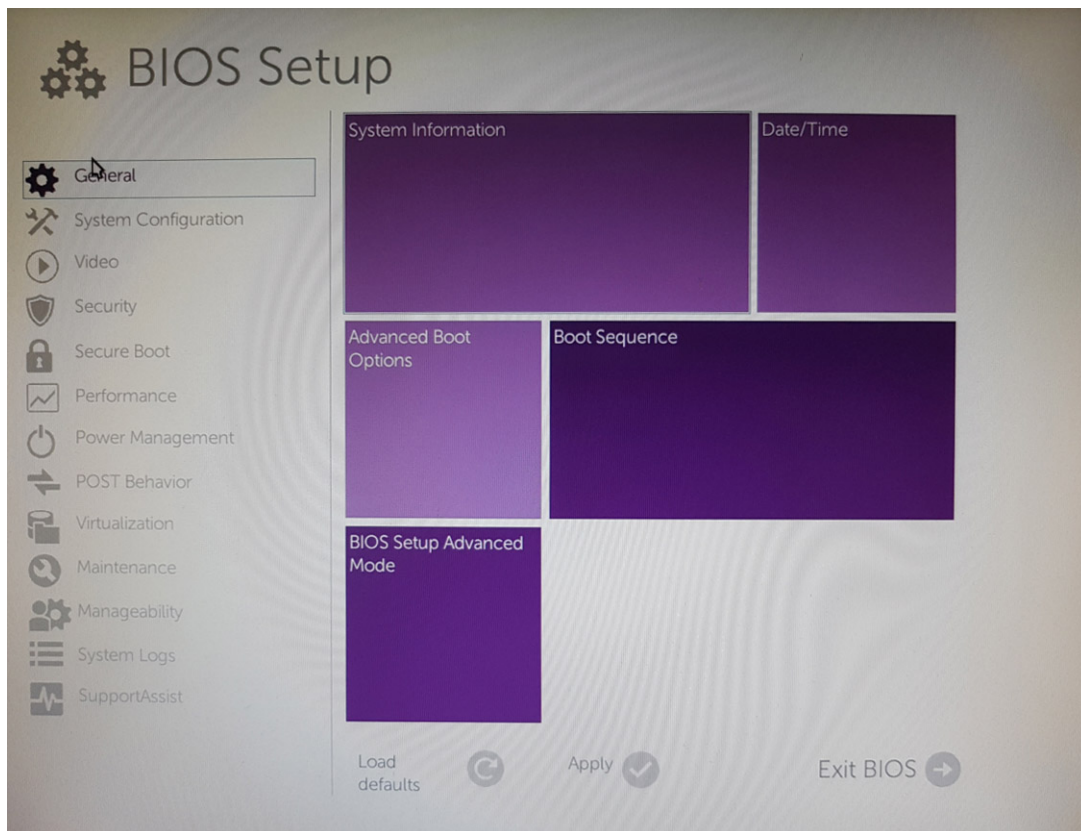 BIOS Setup
General
System Configuration
Video
Security
Secure Boot
Performance
Power Management
POST Behavior
Virtualization
Maintenance
Manageability
System Logs
SupportAssist
System Information
Date/Time
Advanced Boot
Options
Boot Sequence
BIOS Setup Advanced
Mode
Load
defaults
Apply
Exit BIOS